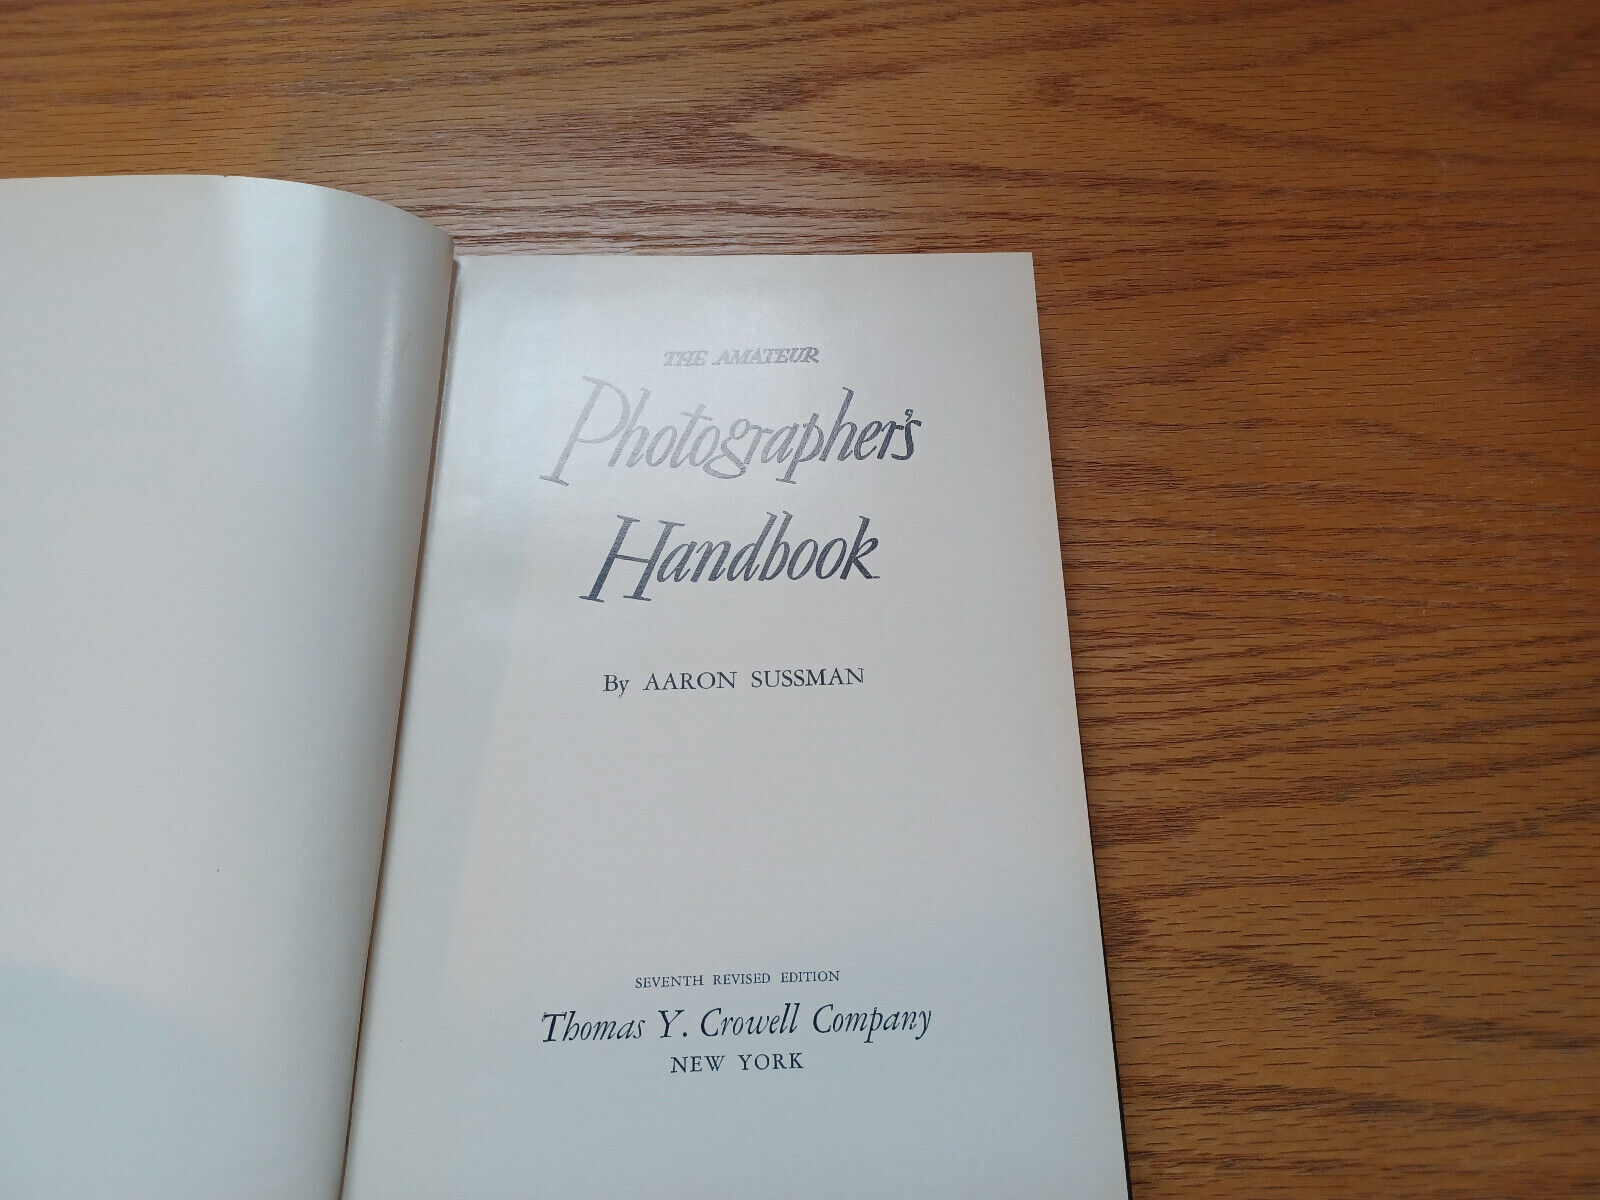 THE AMATEUR
Photographer's
Handbook
By AARON SUSSMAN
SEVENTH REVISED EDITION
Thomas Y. Crowell Company
NEW YORK